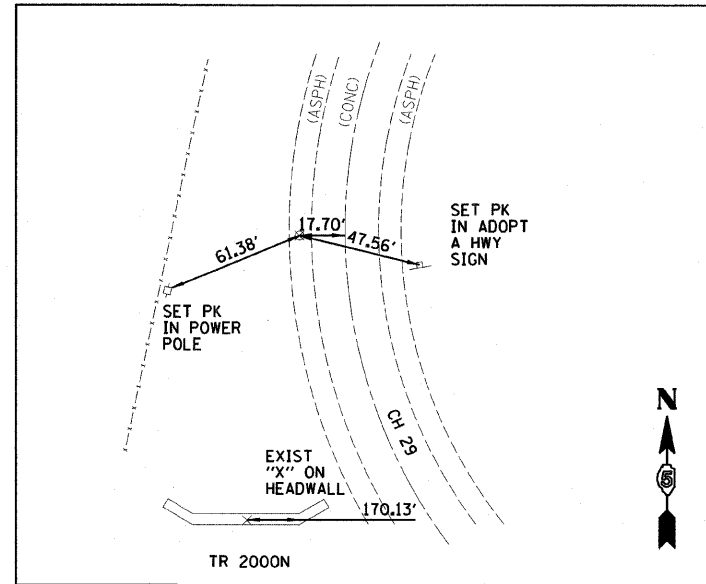 (ASPH)
(CONC)
(ASPH)
17.70'
47.56'
61.38'
SET PK
IN ADOPT
A HWY
SIGN
SET PK
IN POWER
POLE
CH 29
N
5
EXIST
"X" ON
HEADWALL
170.13'
TR 2000N